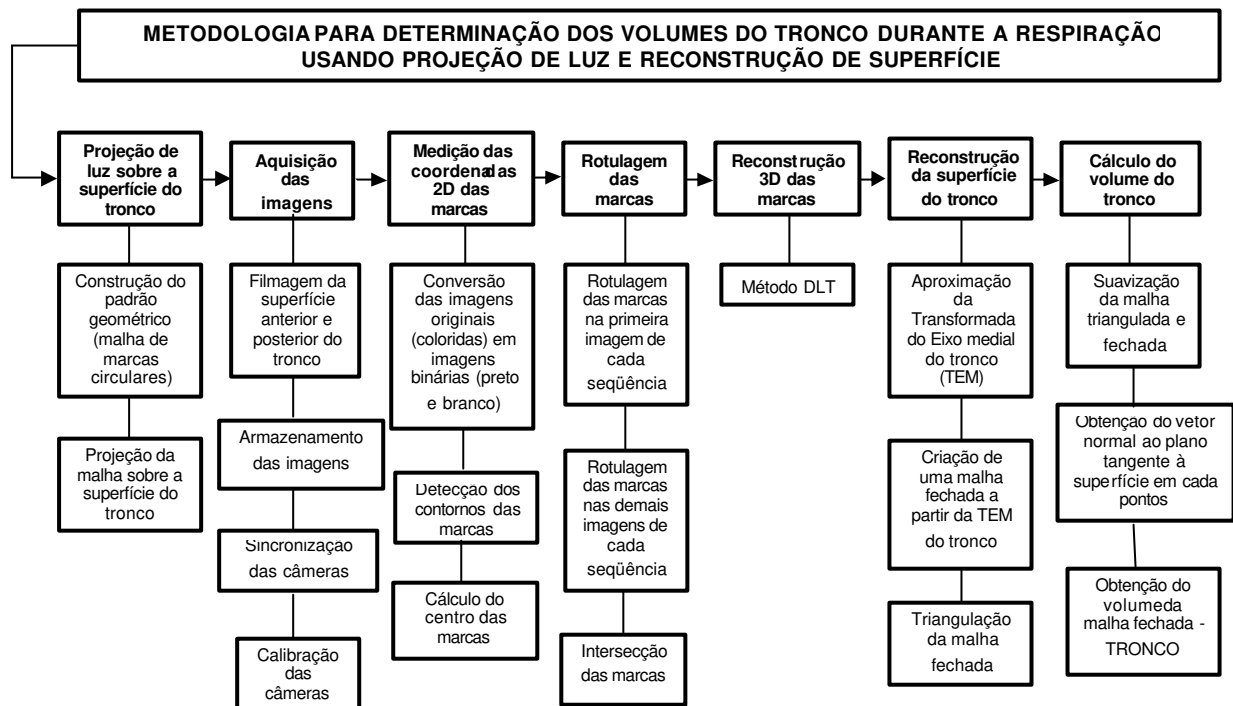 METODOLOGIA PARA DETERMINAÇÃO DOS VOLUMES DO TRONCO DURANTE A RESPIRAÇÃO
USANDO PROJEÇÃO DE LUZ E RECONSTRUÇÃO DE SUPERFÍCIE
Projeção de
luz sobre a
superfície do
tronco
Aquisição
das
imagens
Medição das
coordenadas
2D das
marcas
Rotulagem
das
marcas
Reconstrução
3D das
marcas
Reconstrução
da superfície
do tronco
Cálculo do
volume do
tronco
Construção do
padrão
geométrico
(malha de
marcas
circulares)
Projeção da
malha sobre a
superfície do
tronco
Filmagem da
superfície
anterior e
posterior do
tronco
Armazenamento
das imagens
Sincronização
das câmeras
Calibração
das
câmeras
Conversão
das imagens
originais
(coloridas) em
imagens
binárias (preto
e branco)
Detecção dos
contornos das
marcas
Cálculo do
centro das
marcas
Rotulagem
das marcas
na primeira
imagem de
cada
seqüência
Rotulagem
das marcas
nas demais
imagens de
cada
seqüência
Intersecção
das marcas
Método DLT
Aproximação
da
Transformada
do Eixo medial
do tronco
(TEM)
Criação de
uma malha
fechada a
partir da TEM
do tronco
Triangulação
da malha
fechada
Suavização
da malha
triangulada e
fechada
Obtenção do vetor
normal ao plano
tangente à
superfície em cada
pontos
Obtenção do
volumeda
malha fechada -
TRONCO